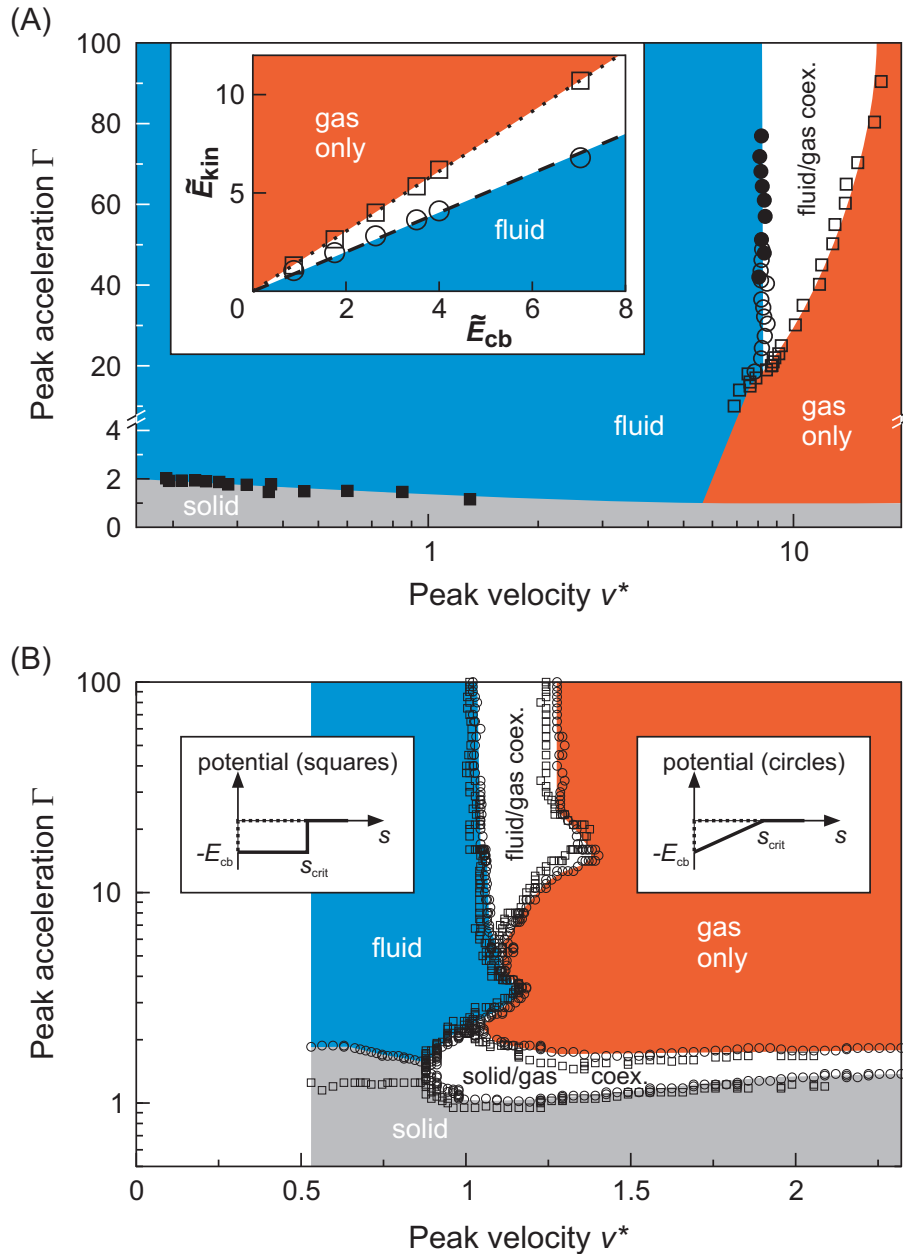 (A)
100
80
60
40
20
4
2
0
Peak acceleration Γ
fluid/gas coex.
fluid
gas
only
solid
1
10
Peak velocity v*
Ẽkin
10
5
0
gas
only
fluid
2
4
6
8
Ẽcb
(B)
100
10
1
Peak acceleration Γ
potential (squares)
-Ecb
scrit
s
fluid/gas coex.
potential (circles)
-Ecb
scrit
s
fluid
gas
only
solid/gas coex.
solid
0
0.5
1
1.5
2
Peak velocity v*